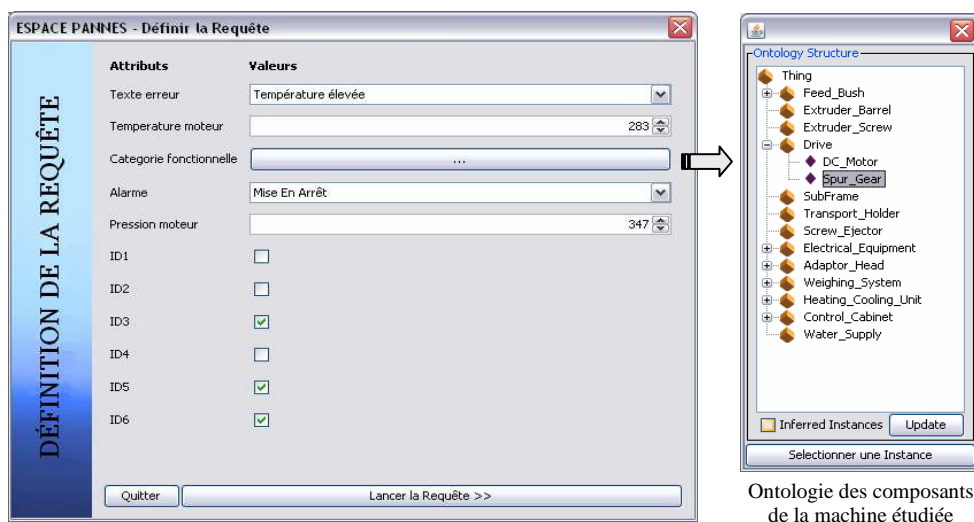 ESPACE PANNES - Définir la Requête
DÉFINITION DE LA REQUÊTE
Attributs Valeurs
Texte erreur Température élevée
Temperature moteur 283
Categorie fonctionnelle ...
Alarme Mise En Arrêt
Pression moteur 347
ID1
ID2
ID3
ID4
ID5
ID6
Quitter Lancer la Requête >>
Ontology Structure
Thing
Feed_Bush
Extruder_Barrel
Extruder_Screw
Drive
DC_Motor
Spur_Gear
SubFrame
Transport_Holder
Screw_Ejector
Electrical_Equipment
Adaptor_Head
Weighing_System
Heating_Cooling_Unit
Control_Cabinet
Water_Supply
Inferred Instances Update
Selectionner une Instance
Ontologie des composants
de la machine étudiée